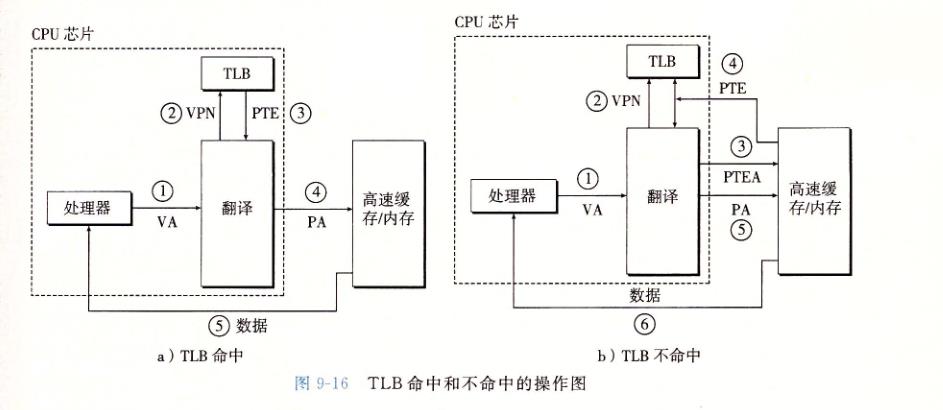 CPU 芯片
TLB
② VPN
PTE ③
处理器
①
VA
翻译
④
PA
高速缓
存/内存
⑤ 数据
a）TLB 命中
CPU 芯片
TLB
④
PTE
② VPN
处理器
①
VA
翻译
③
PTEA
PA
⑤
高速缓
存/内存
数据
⑥
b）TLB 不命中
图 9-16 TLB 命中和不命中的操作图